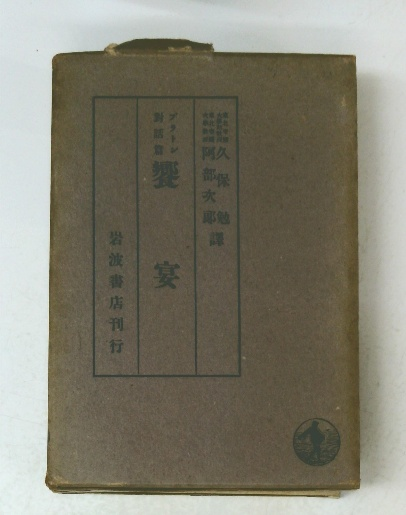 久保勉
阿部次郎
譯
プラトン
對話篇
饗宴
岩波書店刊行